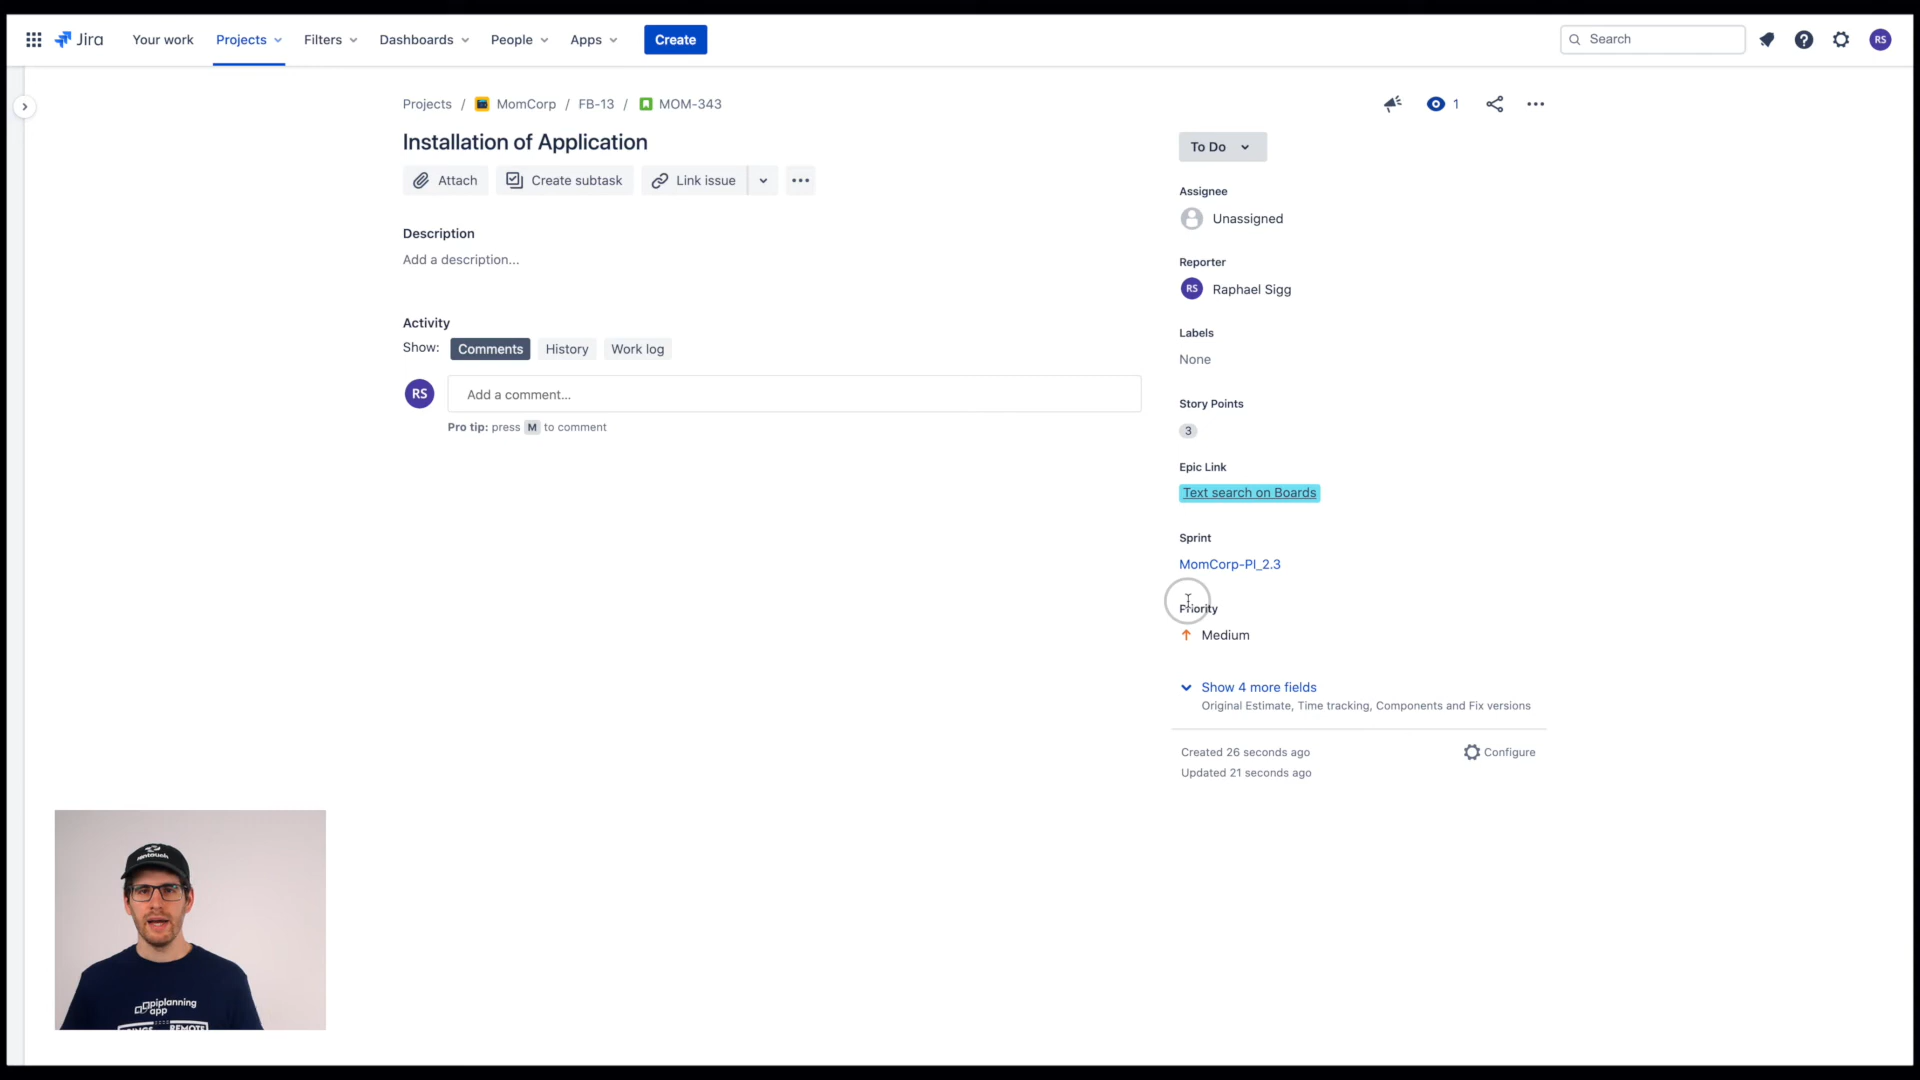 Jira
Your work
Projects
Filters
Dashboards
People
Apps
Create
Search
RS
Projects / MomCorp / FB-13 / MOM-343
1
Installation of Application
To Do
Attach
Create subtask
Link issue
Assignee
Unassigned
Description
Add a description...
Reporter
RS Raphael Sigg
Activity
Show: Comments History Work log
Labels
None
RS
Add a comment...
Pro tip: press M to comment
Story Points
3
Epic Link
Text search on Boards
Sprint
MomCorp-PI_2.3
Priority
Medium
Show 4 more fields
Original Estimate, Time tracking, Components and Fix versions
Created 26 seconds ago
Configure
Updated 21 seconds ago
piplanning
app
REMOTE